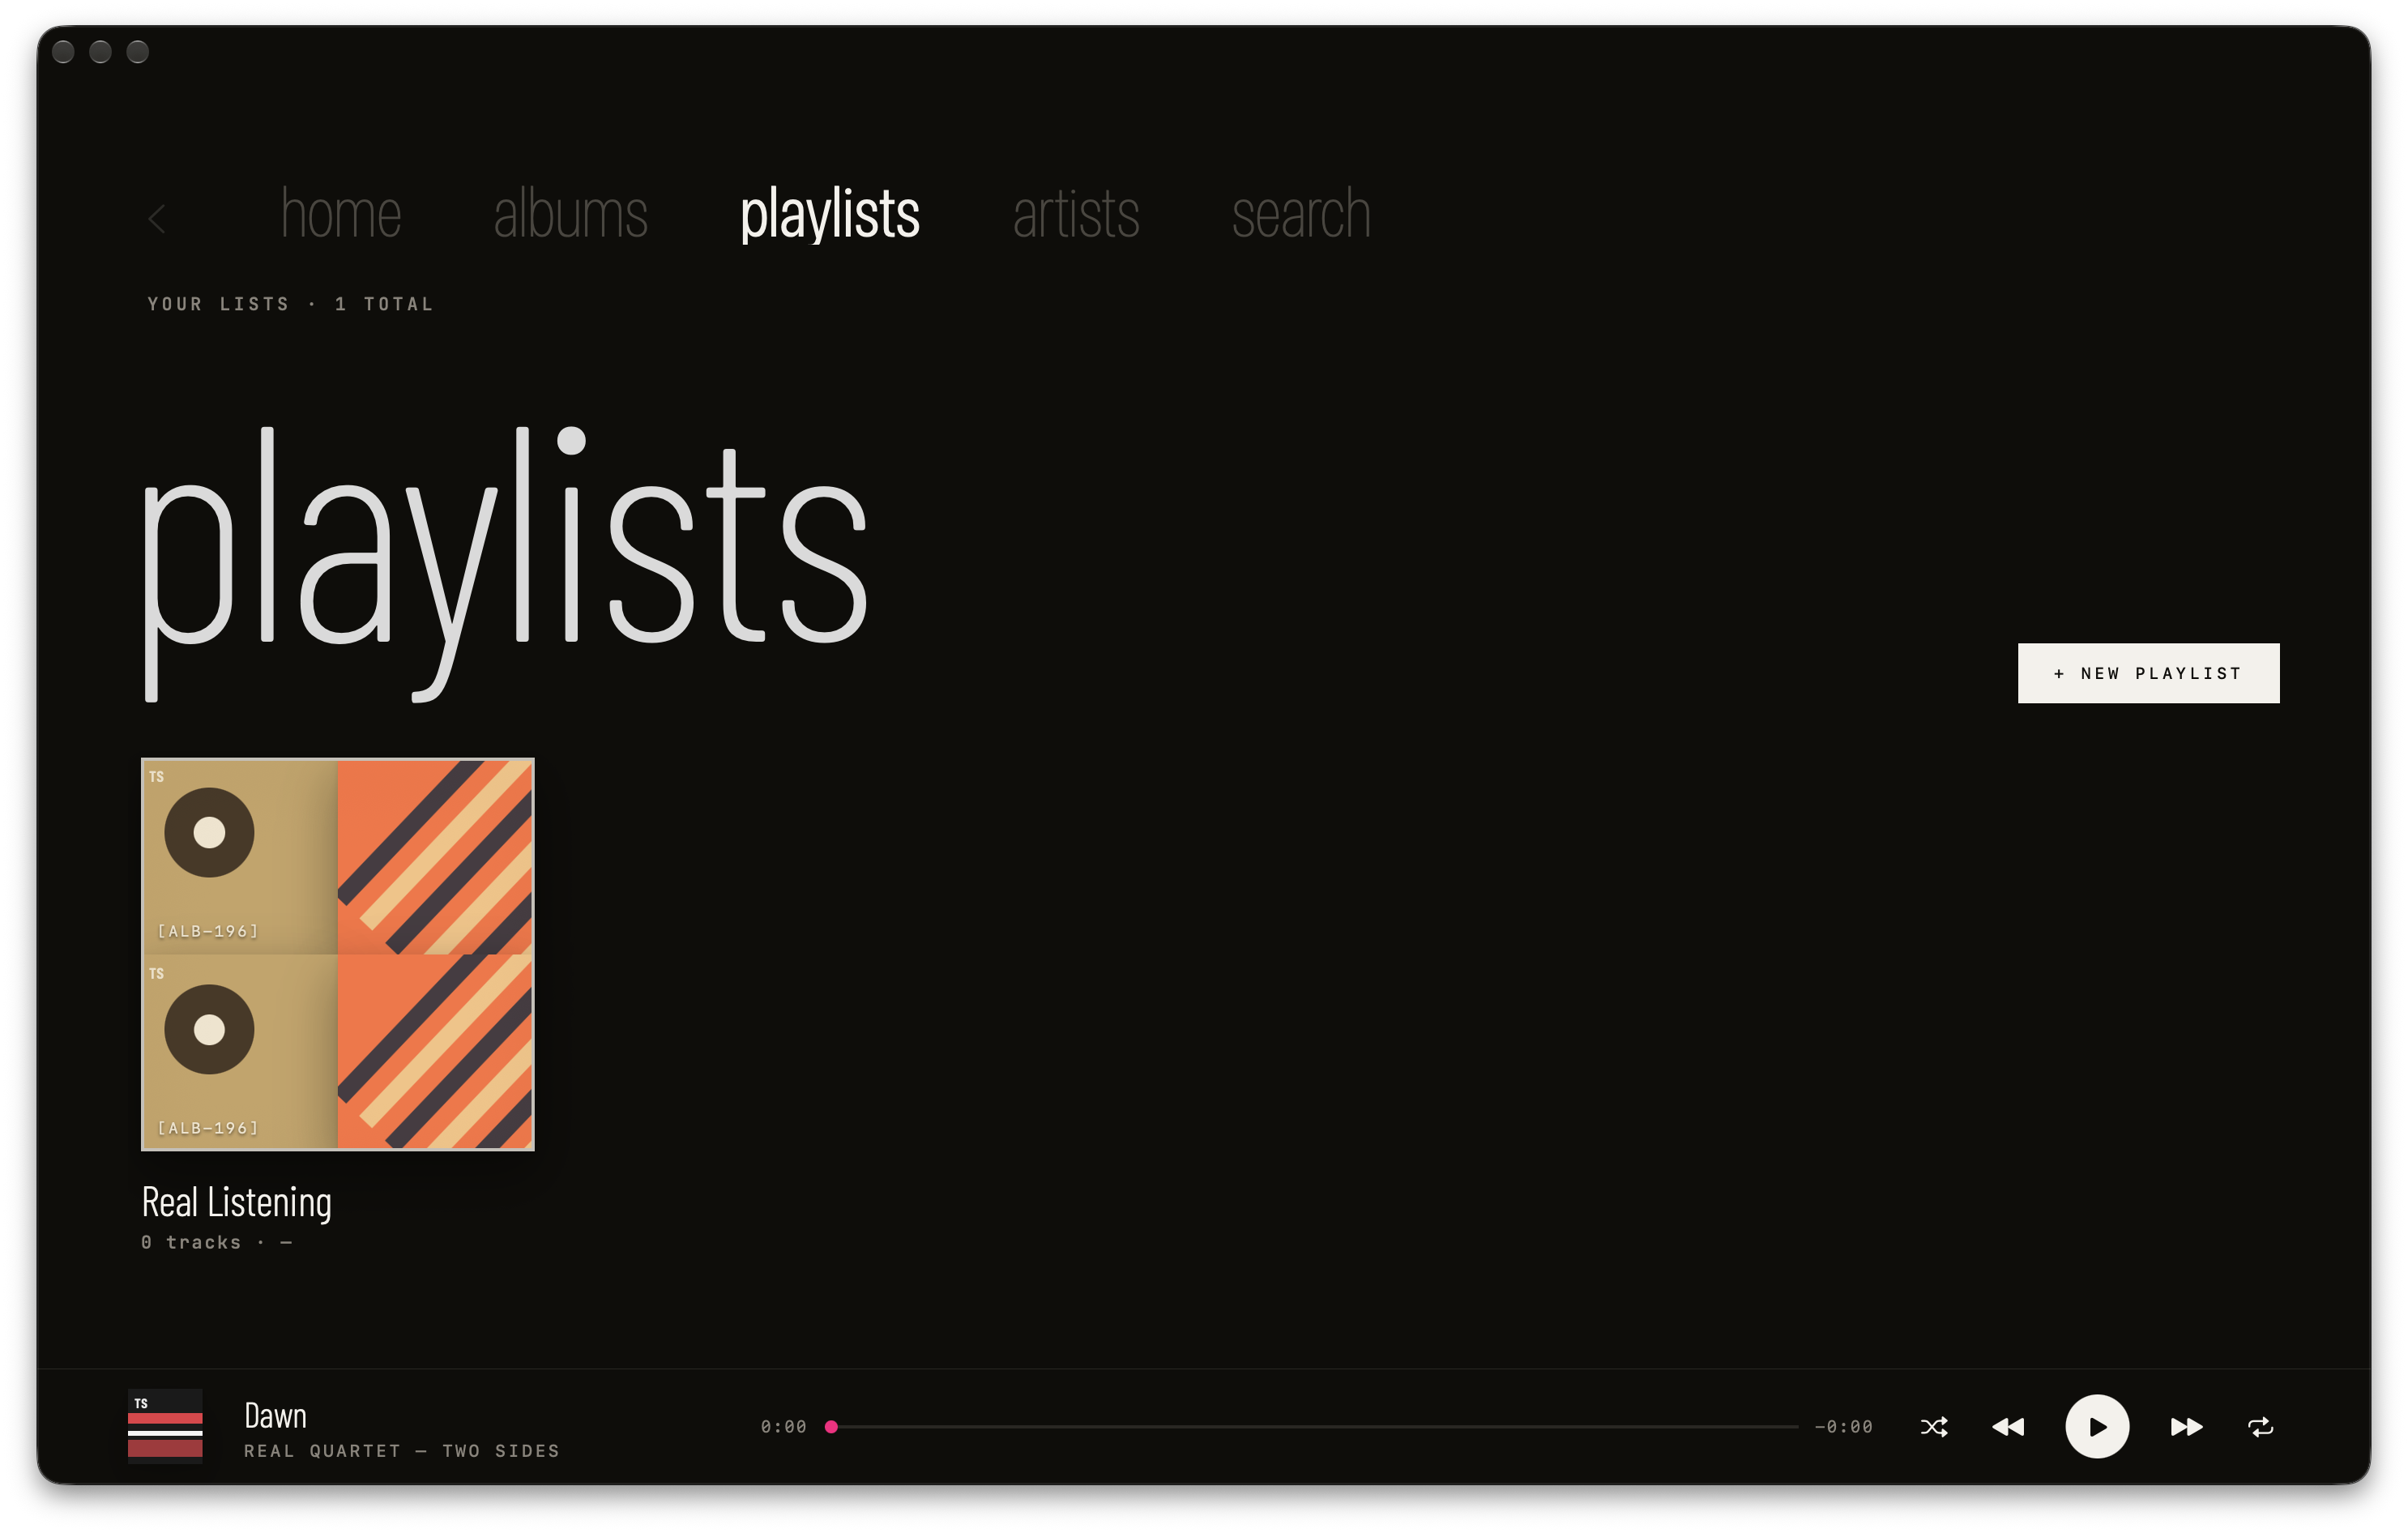 home albums playlists artists search
YOUR LISTS · 1 TOTAL
playlists
+ NEW PLAYLIST
TS
[ALB—196]
TS
[ALB—196]
Real Listening
0 tracks · —
TS
Dawn
REAL QUARTET — TWO SIDES
0:00
—0:00